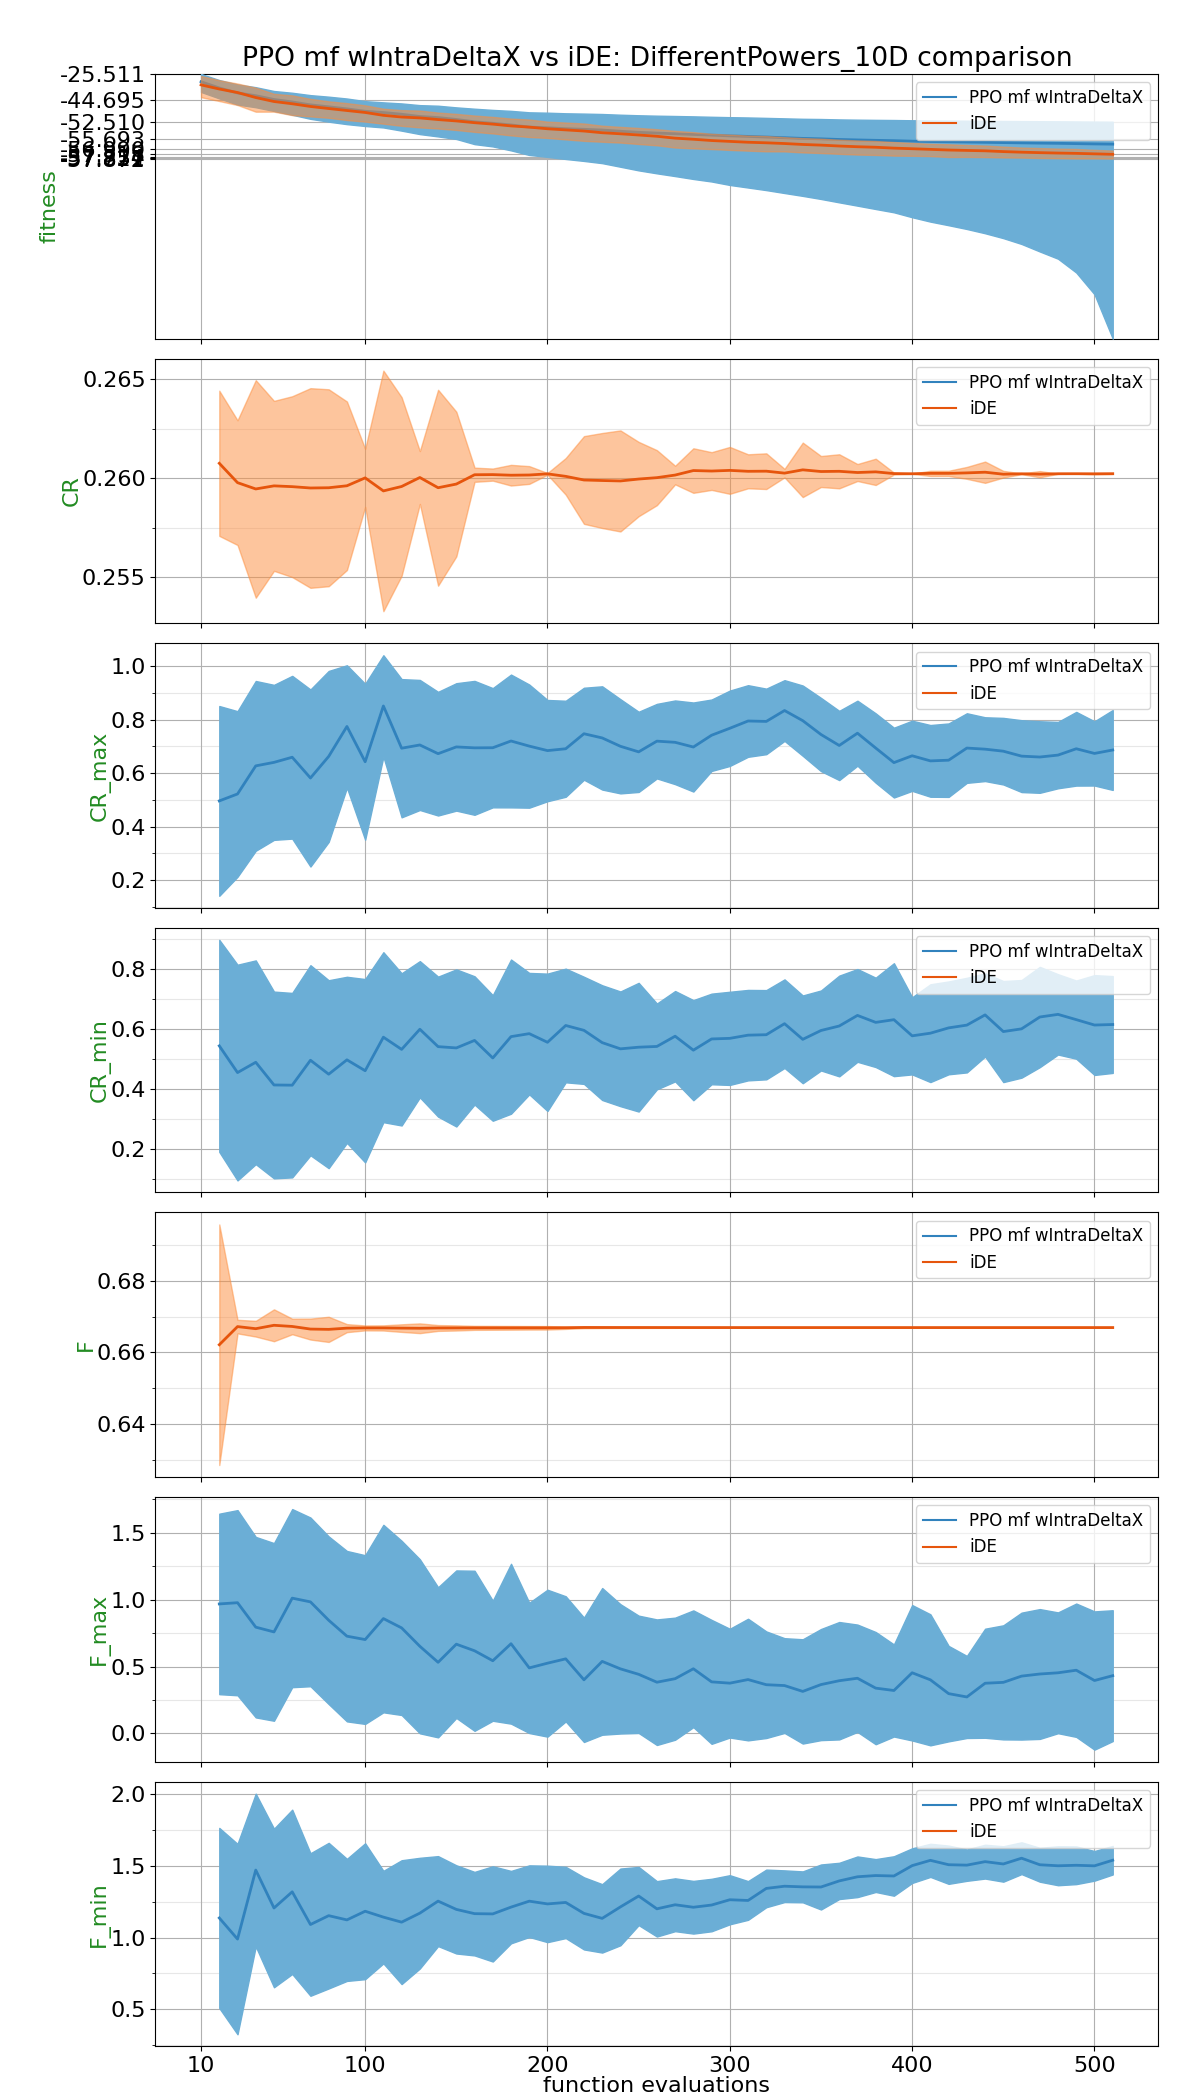 PPO mf wIntraDeltaX vs iDE: DifferentPowers_10D comparison
-25.511
-44.695
-52.510
-55.693
fitness
PPO mf wIntraDeltaX
iDE
0.265
0.260
0.255
CR
PPO mf wIntraDeltaX
iDE
1.0
0.8
0.6
0.4
0.2
CR_max
PPO mf wIntraDeltaX
iDE
0.8
0.6
0.4
0.2
CR_min
PPO mf wIntraDeltaX
iDE
0.68
0.66
0.64
F
PPO mf wIntraDeltaX
iDE
1.5
1.0
0.5
0.0
F_max
PPO mf wIntraDeltaX
iDE
2.0
1.5
1.0
0.5
F_min
PPO mf wIntraDeltaX
iDE
10 100 200 300 400 500
function evaluations